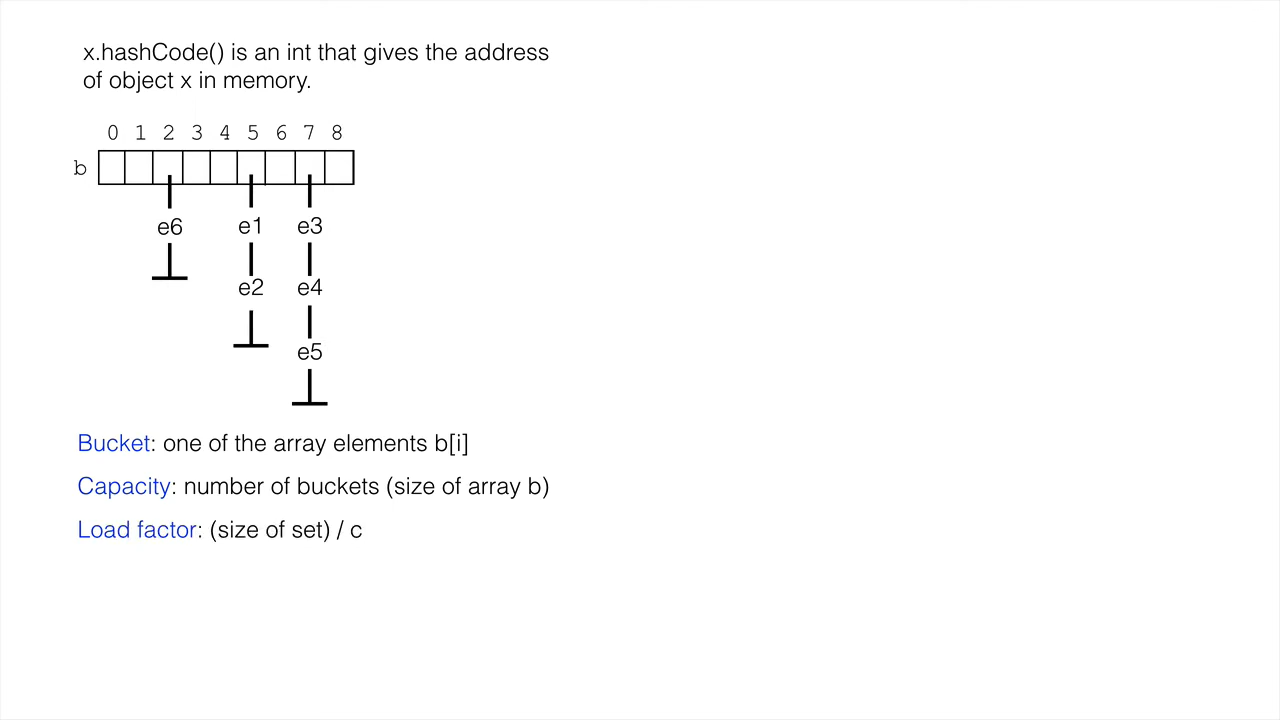 x.hashCode() is an int that gives the address
of object x in memory.
0 1 2 3 4 5 6 7 8
b
e6 e1 e3
e2 e4
e5
Bucket: one of the array elements b[i]
Capacity: number of buckets (size of array b)
Load factor: (size of set) / c